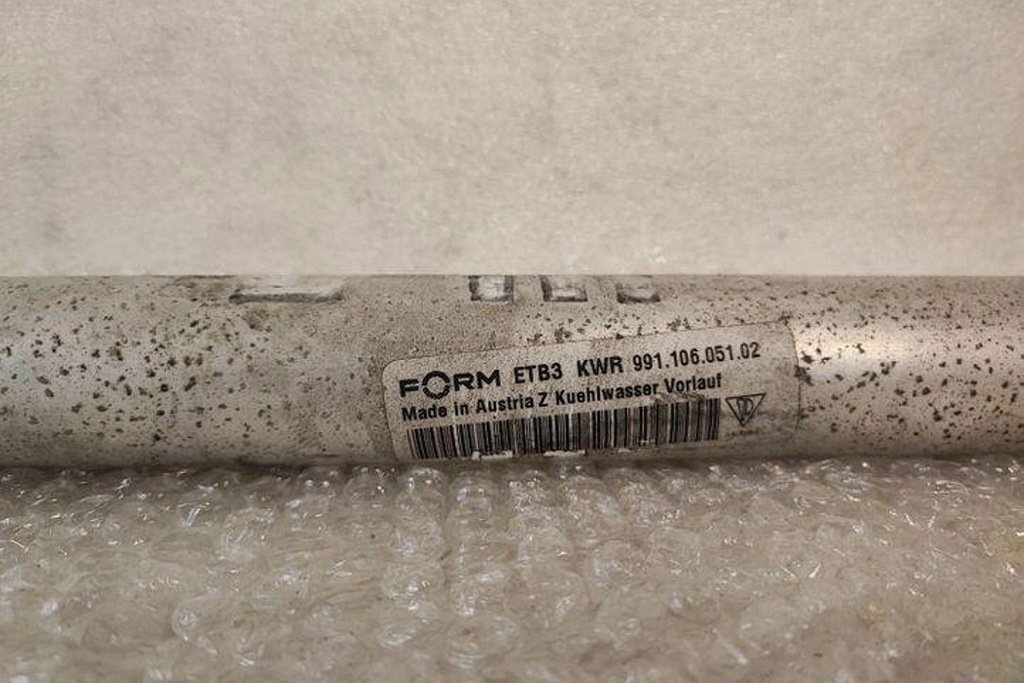 FORM ETB3 KWR 991.106.051.02
Made in Austria Z Kuehlwasser Vorlauf